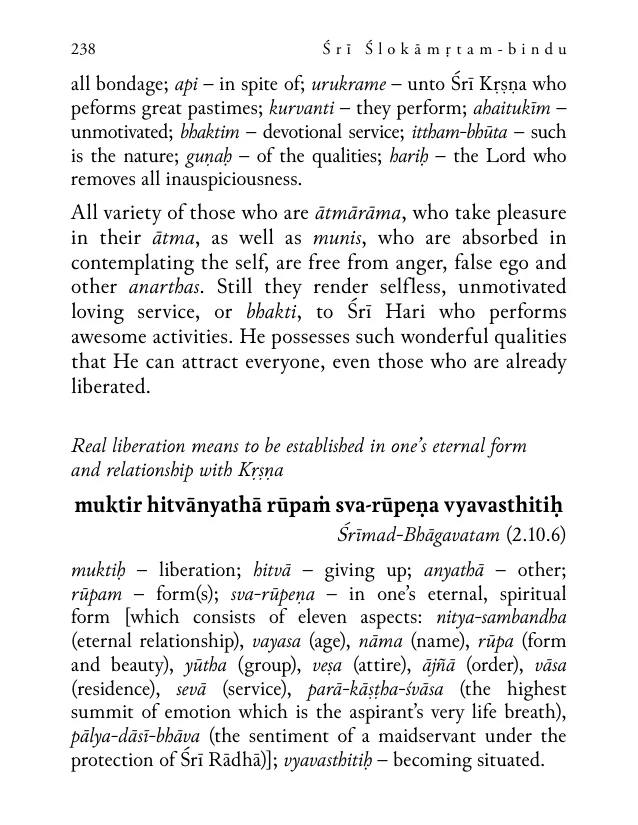 238 Śrī Ślokāmṛtam-bindu
all bondage; api – in spite of; urukrame – unto Śrī Kṛṣṇa who
peforms great pastimes; kurvanti – they perform; ahaitukīm –
unmotivated; bhaktim – devotional service; ittham-bhūta – such
is the nature; guṇaḥ – of the qualities; hariḥ – the Lord who
removes all inauspiciousness.
All variety of those who are ātmārāma, who take pleasure
in their ātma, as well as munis, who are absorbed in
contemplating the self, are free from anger, false ego and
other anarthas. Still they render selfless, unmotivated
loving service, or bhakti, to Śrī Hari who performs
awesome activities. He possesses such wonderful qualities
that He can attract everyone, even those who are already
liberated.
Real liberation means to be established in one’s eternal form
and relationship with Kṛṣṇa
muktir hitvānyathā rūpaṁ sva-rūpeṇa vyavasthitiḥ
Śrīmad-Bhāgavatam (2.10.6)
muktiḥ – liberation; hitvā – giving up; anyathā – other;
rūpam – form(s); sva-rūpeṇa – in one’s eternal, spiritual
form [which consists of eleven aspects: nitya-sambandha
(eternal relationship), vayasa (age), nāma (name), rūpa (form
and beauty), yūtha (group), veṣa (attire), ājñā (order), vāsa
(residence), sevā (service), parā-kāṣṭha-śvāsa (the highest
summit of emotion which is the aspirant’s very life breath),
pālya-dāsī-bhāva (the sentiment of a maidservant under the
protection of Śrī Rādhā)]; vyavasthitiḥ – becoming situated.